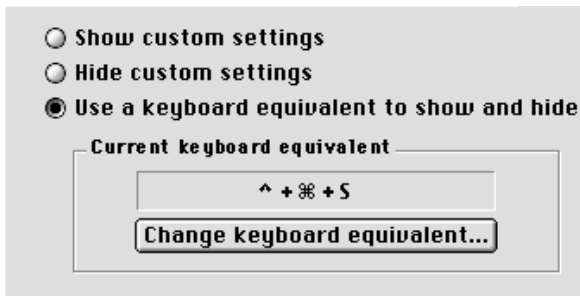 Show custom settings
Hide custom settings
Use a keyboard equivalent to show and hide
Current keyboard equivalent
^ + ⌘ + S
Change keyboard equivalent...